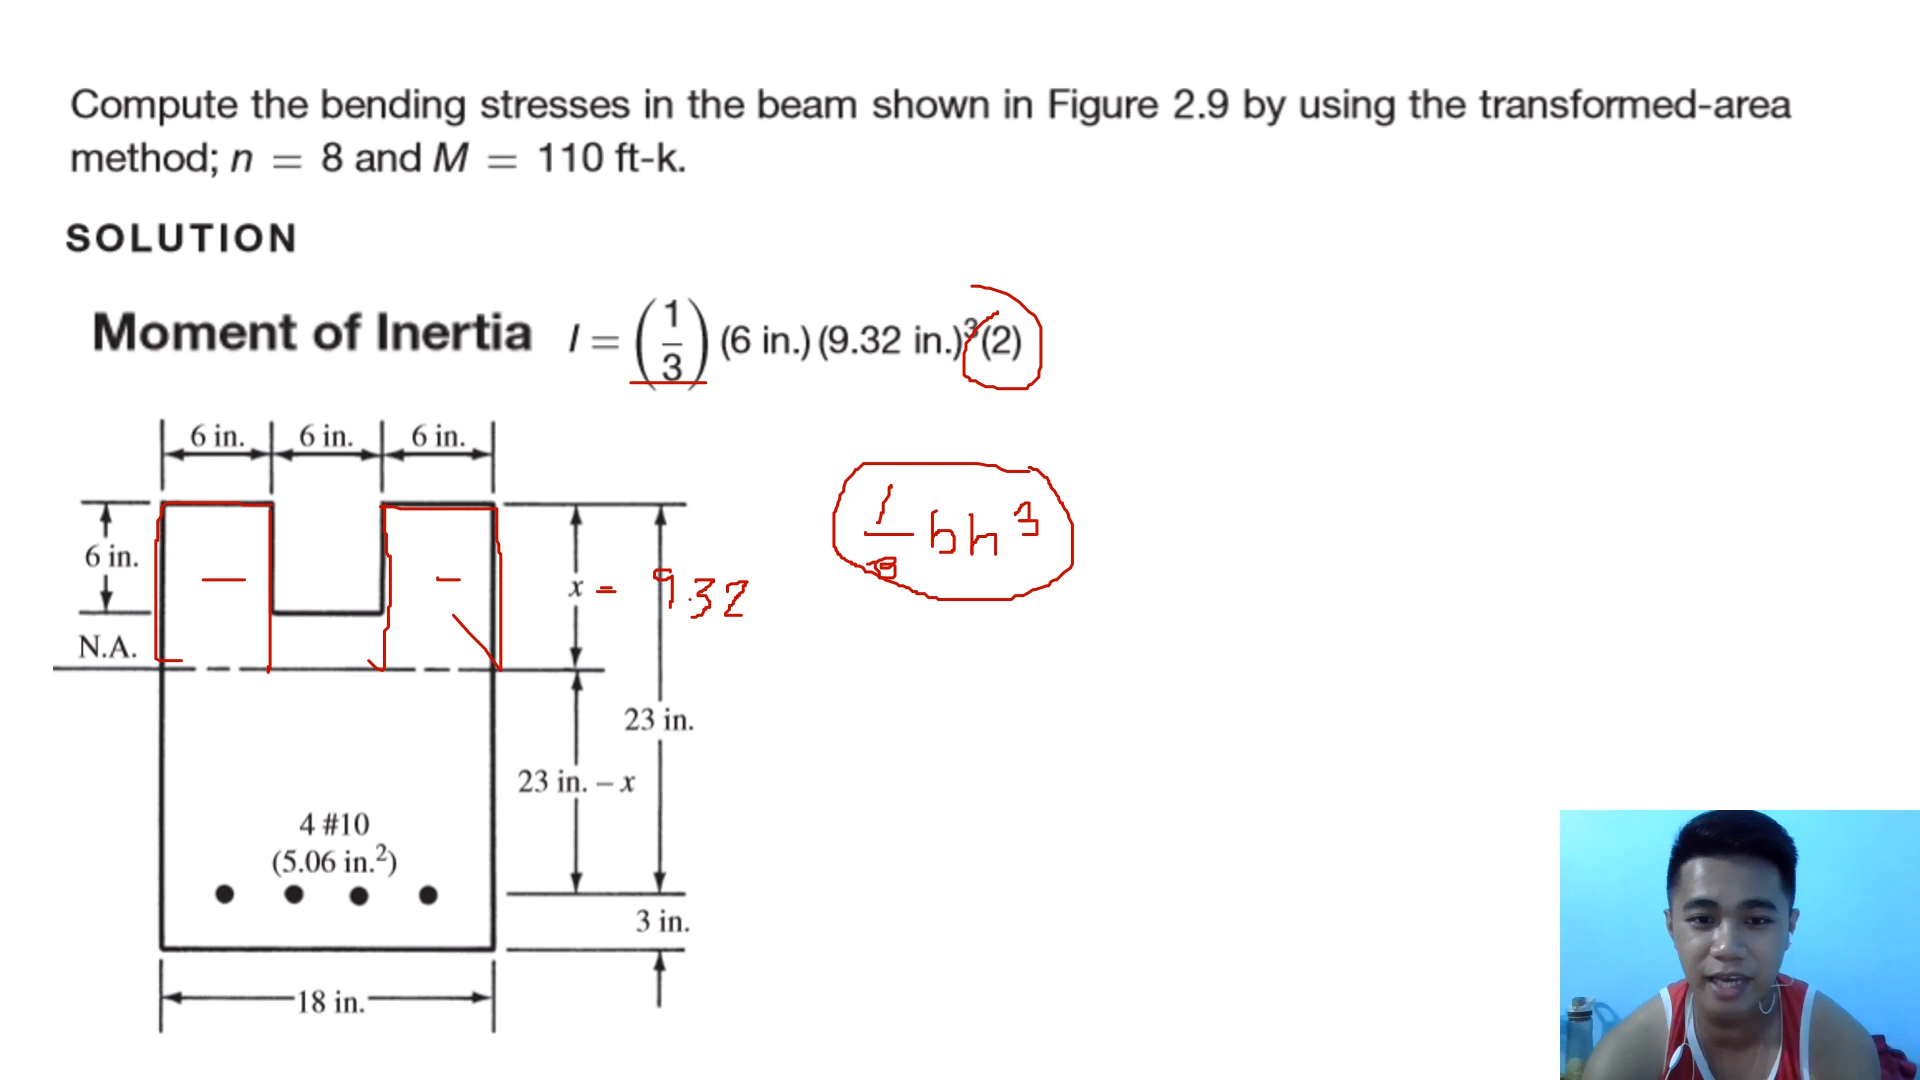 Compute the bending stresses in the beam shown in Figure 2.9 by using the transformed-area
method; n = 8 and M = 110 ft-k.
SOLUTION
Moment of Inertia I = (1/3) (6 in.) (9.32 in.)³ (2)
6 in. 6 in. 6 in.
6 in.
1/3 bh³
x = 9.32
N.A.
23 in.
23 in. – x
4 #10
(5.06 in.²)
3 in.
18 in.